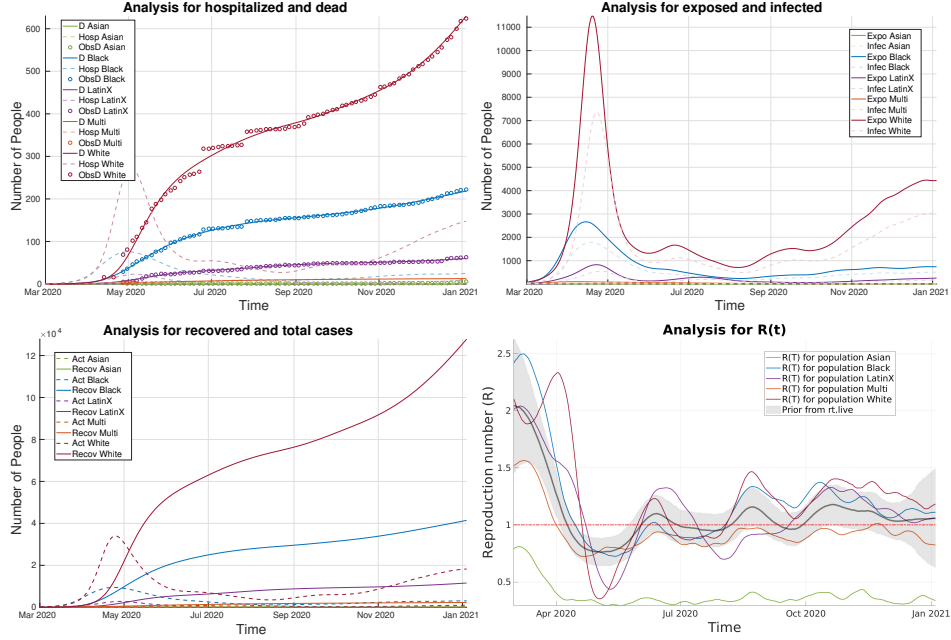 Analysis for hospitalized and dead
Number of People
600
500
400
300
200
100
0
Mar 2020
May 2020
Jul 2020
Sep 2020
Nov 2020
Jan 2021
Time
D Asian
Hosp Asian
ObsD Asian
D Black
Hosp Black
ObsD Black
D LatinX
Hosp LatinX
ObsD LatinX
D Multi
Hosp Multi
ObsD Multi
D White
Hosp White
ObsD White
Analysis for exposed and infected
Number of People
11000
10000
9000
8000
7000
6000
5000
4000
3000
2000
1000
Mar 2020
May 2020
Jul 2020
Sep 2020
Nov 2020
Jan 2021
Time
Expo Asian
Infec Asian
Expo Black
Infec Black
Expo LatinX
Infec LatinX
Expo Multi
Infec Multi
Expo White
Infec White
Analysis for recovered and total cases
×10⁴
Number of People
12
10
8
6
4
2
0
Mar 2020
May 2020
Jul 2020
Sep 2020
Nov 2020
Jan 2021
Time
Act Asian
Recov Asian
Act Black
Recov Black
Act LatinX
Recov LatinX
Act Multi
Recov Multi
Act White
Recov White
Analysis for R(t)
Reproduction number (R)
2.5
2
1.5
1
0.5
Apr 2020
Jul 2020
Oct 2020
Jan 2021
Time
R(T) for population Asian
R(T) for population Black
R(T) for population LatinX
R(T) for population Multi
R(T) for population White
Prior from rt.live